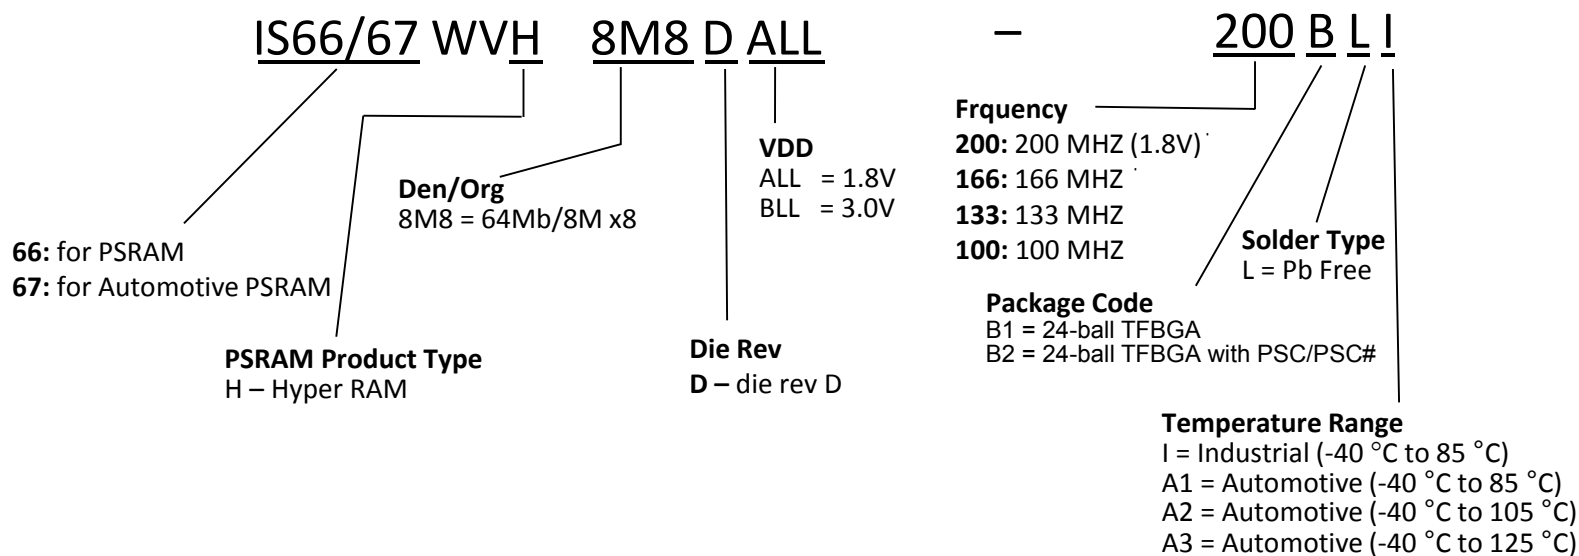 IS66/67 WVH 8M8 D ALL – 200 B L I
Frquency
200: 200 MHZ (1.8V)
166: 166 MHZ
133: 133 MHZ
100: 100 MHZ
VDD
ALL = 1.8V
BLL = 3.0V
Den/Org
8M8 = 64Mb/8M x8
66: for PSRAM
67: for Automotive PSRAM
Solder Type
L = Pb Free
Package Code
B1 = 24-ball TFBGA
B2 = 24-ball TFBGA with PSC/PSC#
PSRAM Product Type
H – Hyper RAM
Die Rev
D – die rev D
Temperature Range
I = Industrial (-40 °C to 85 °C)
A1 = Automotive (-40 °C to 85 °C)
A2 = Automotive (-40 °C to 105 °C)
A3 = Automotive (-40 °C to 125 °C)